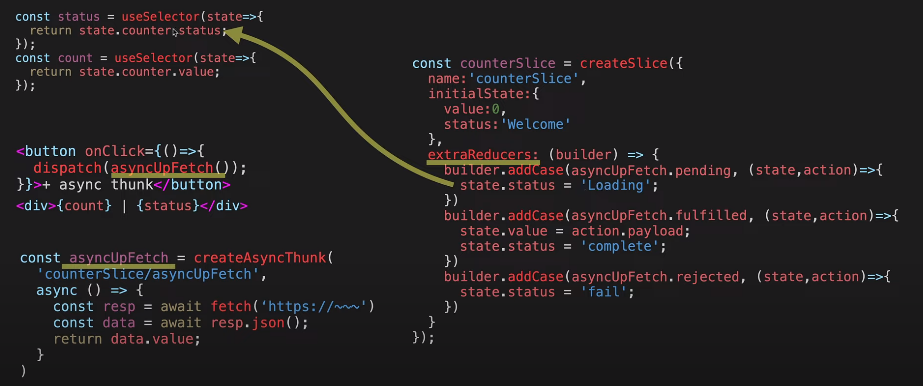 const status = useSelector(state=>{
  return state.counter.status;
});
const count = useSelector(state=>{
  return state.counter.value;
});
<button onClick={()=>{
  dispatch(asyncUpFetch());
}}>+ async thunk</button>
<div>{count} | {status}</div>
const asyncUpFetch = createAsyncThunk(
  'counterSlice/asyncUpFetch',
  async () => {
    const resp = await fetch('https://~~~')
    const data = await resp.json();
    return data.value;
  }
)
const counterSlice = createSlice({
  name:'counterSlice',
  initialState:{
    value:0,
    status:'Welcome'
  },
  extraReducers: (builder) => {
    builder.addCase(asyncUpFetch.pending, (state,action)=>{
      state.status = 'Loading';
    })
    builder.addCase(asyncUpFetch.fulfilled, (state,action)=>{
      state.value = action.payload;
      state.status = 'complete';
    })
    builder.addCase(asyncUpFetch.rejected, (state,action)=>{
      state.status = 'fail';
    })
  }
});